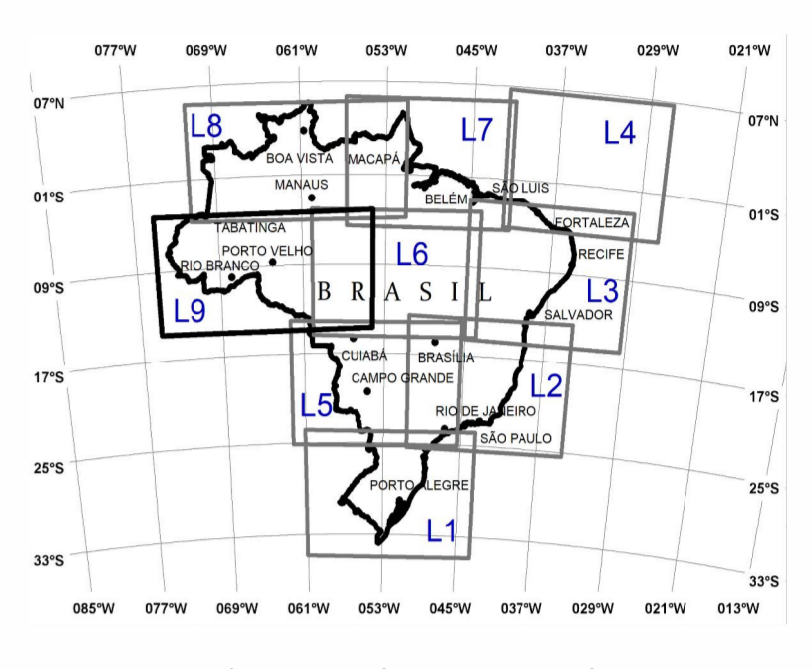 077°W 069°W 061°W 053°W 045°W 037°W 029°W 021°W
07°N
07°N
L8
L7
L4
BOA VISTA
MACAPÁ
MANAUS
BELÉM
SÃO LUIS
01°S
01°S
TABATINGA
FORTALEZA
PORTO VELHO
L6
RECIFE
RIO BRANCO
09°S
BRASIL
L3
09°S
L9
SALVADOR
CUIABÁ
BRASÍLIA
17°S
CAMPO GRANDE
L2
17°S
L5
RIO DE JANEIRO
SÃO PAULO
25°S
PORTO ALEGRE
25°S
L1
33°S
33°S
085°W 077°W 069°W 061°W 053°W 045°W 037°W 029°W 021°W 013°W